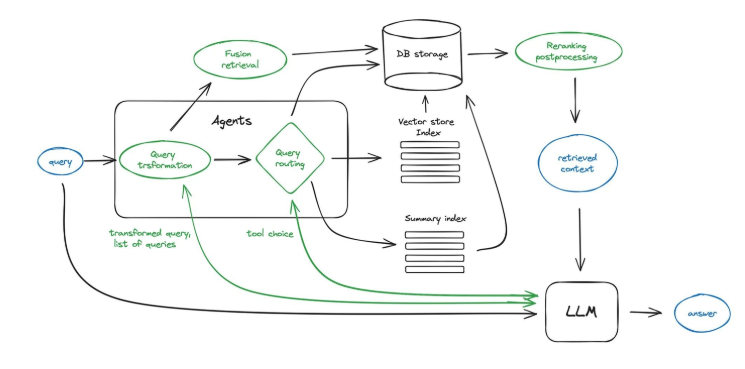 Fusion
retrieval
DB storage
Reranking
postprocessing
Agents
Vector store
Index
query
Query
trsformation
Query
routing
retrieved
context
Summary index
transformed query,
list of queries
tool choice
LLM
answer